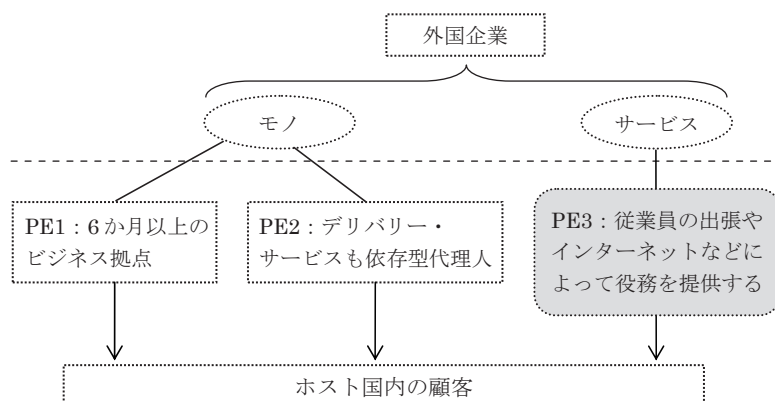 外国企業
モノ
サービス
PE1：6か月以上の
ビジネス拠点
PE2：デリバリー・
サービスも依存型代理人
PE3：従業員の出張や
インターネットなどに
よって役務を提供する
ホスト国内の顧客